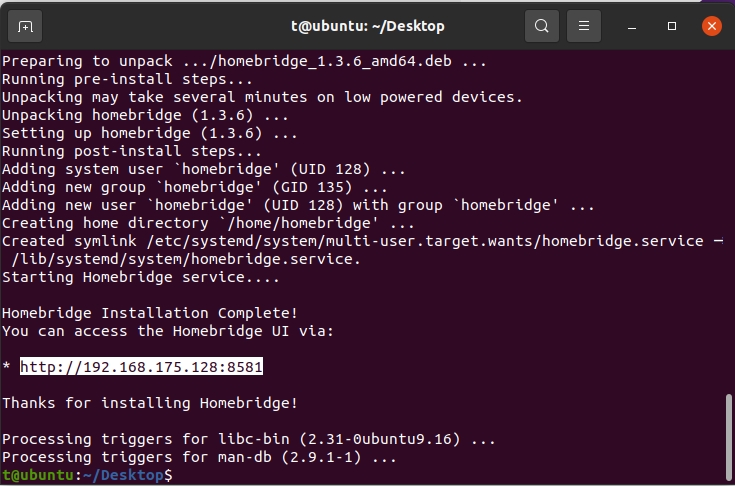 t@ubuntu: ~/Desktop
Preparing to unpack .../homebridge_1.3.6_amd64.deb ...
Running pre-install steps...
Unpacking may take several minutes on low powered devices.
Unpacking homebridge (1.3.6) ...
Setting up homebridge (1.3.6) ...
Running post-install steps...
Adding system user `homebridge' (UID 128) ...
Adding new group `homebridge' (GID 135) ...
Adding new user `homebridge' (UID 128) with group `homebridge' ...
Creating home directory `/home/homebridge' ...
Created symlink /etc/systemd/system/multi-user.target.wants/homebridge.service →
 /lib/systemd/system/homebridge.service.
Starting Homebridge service....
Homebridge Installation Complete!
You can access the Homebridge UI via:
* http://192.168.175.128:8581
Thanks for installing Homebridge!
Processing triggers for libc-bin (2.31-0ubuntu9.16) ...
Processing triggers for man-db (2.9.1-1) ...
t@ubuntu:~/Desktop$